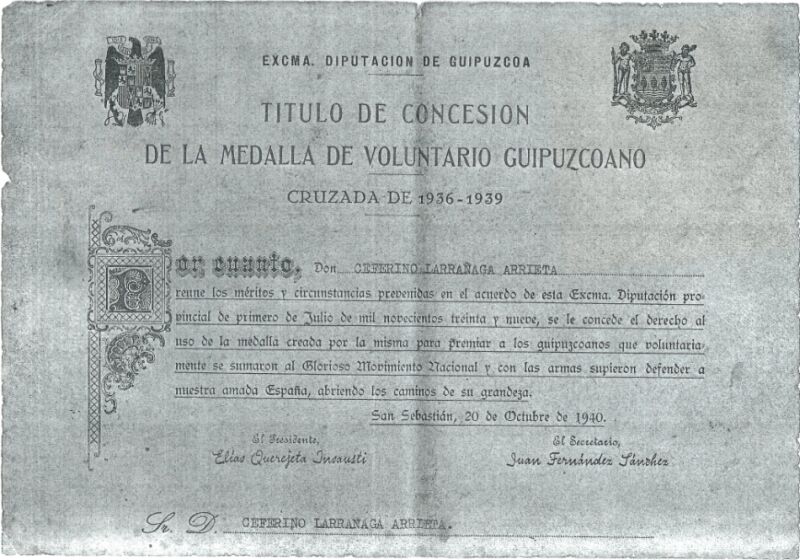 EXCMA. DIPUTACION DE GUIPUZCOA
TITULO DE CONCESION
DE LA MEDALLA DE VOLUNTARIO GUIPUZCOANO
CRUZADA DE 1936-1939
Por cuanto, Don CEFERINO LARRAÑAGA ARRIETA
reune los méritos y circunstancias prevenidas en el acuerdo de esta Excma. Diputación pro-
vincial de primero de Julio de mil novecientos treinta y nueve, se le concede el derecho al
uso de la medalla creada por la misma para premiar a los guipuzcoanos que voluntaria-
mente se sumaron al Glorioso Movimiento Nacional y con las armas supieron defender a
nuestra amada España, abriendo los caminos de su grandeza.
San Sebastián, 20 de Octubre de 1940.
El Presidente,
Elías Querejeta Insausti
El Secretario,
Juan Fernández Sánchez
Sr. D. CEFERINO LARRAÑAGA ARRIETA.